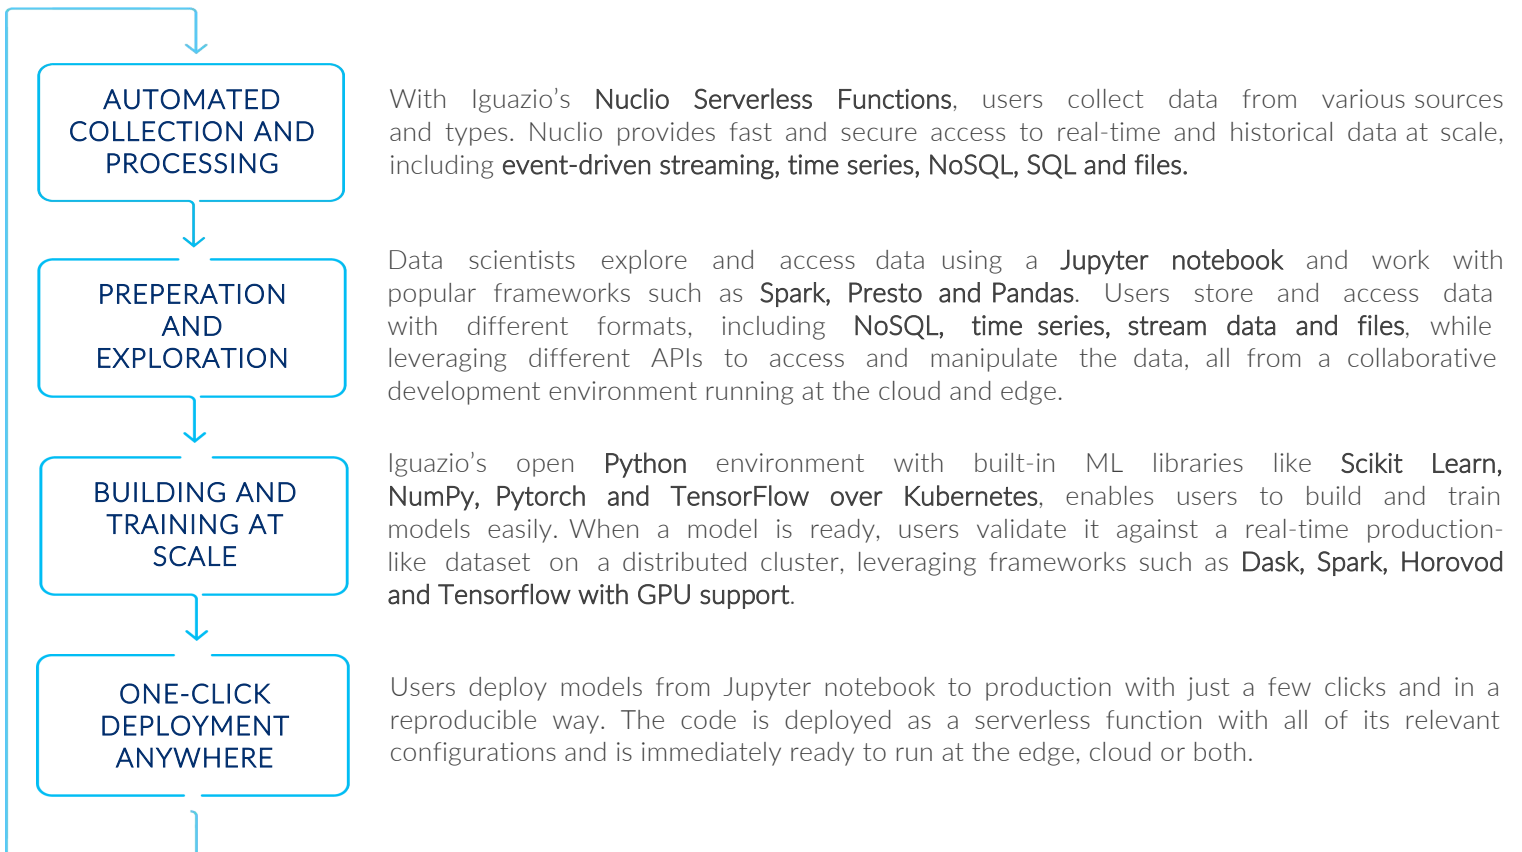 AUTOMATED
COLLECTION AND
PROCESSING
With Iguazio’s Nuclio Serverless Functions, users collect data from various sources
and types. Nuclio provides fast and secure access to real-time and historical data at scale,
including event-driven streaming, time series, NoSQL, SQL and files.
PREPERATION
AND
EXPLORATION
Data scientists explore and access data using a Jupyter notebook and work with
popular frameworks such as Spark, Presto and Pandas. Users store and access data
with different formats, including NoSQL, time series, stream data and files, while
leveraging different APIs to access and manipulate the data, all from a collaborative
development environment running at the cloud and edge.
BUILDING AND
TRAINING AT
SCALE
Iguazio’s open Python environment with built-in ML libraries like Scikit Learn,
NumPy, Pytorch and TensorFlow over Kubernetes, enables users to build and train
models easily. When a model is ready, users validate it against a real-time production-
like dataset on a distributed cluster, leveraging frameworks such as Dask, Spark, Horovod
and Tensorflow with GPU support.
ONE-CLICK
DEPLOYMENT
ANYWHERE
Users deploy models from Jupyter notebook to production with just a few clicks and in a
reproducible way. The code is deployed as a serverless function with all of its relevant
configurations and is immediately ready to run at the edge, cloud or both.